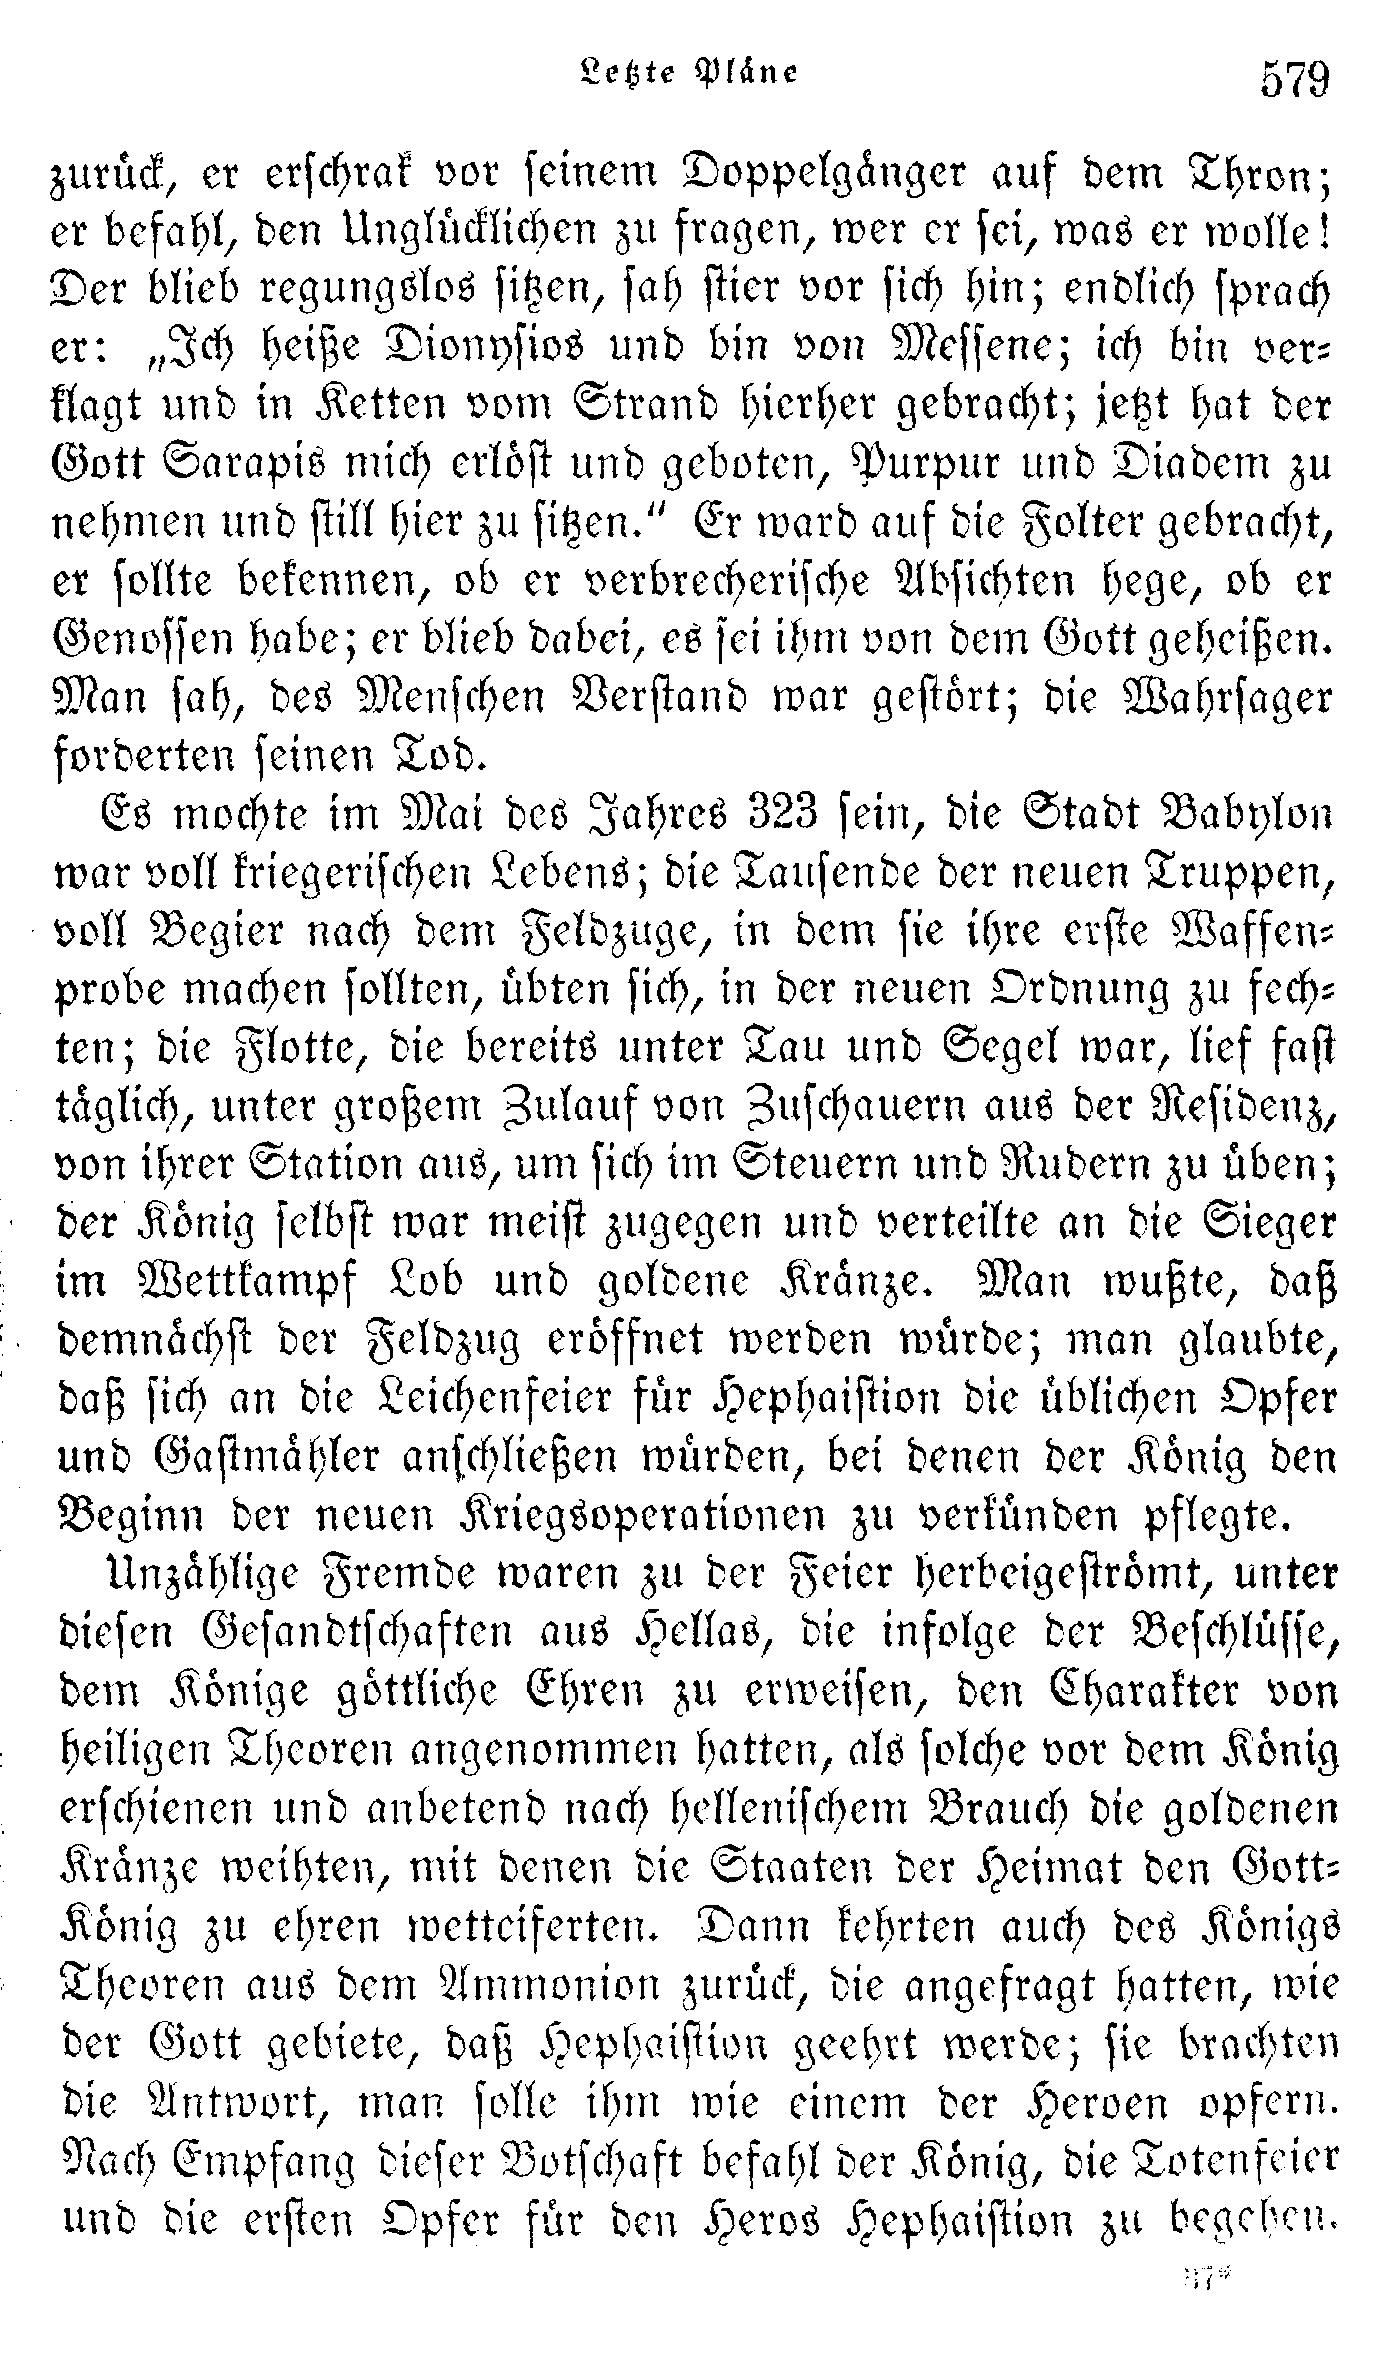 Letzte Pläne 579
zurück, er erschrak vor seinem Doppelgänger auf dem Thron;
er befahl, den Unglücklichen zu fragen, wer er sei, was er wolle!
Der blieb regungslos sitzen, sah stier vor sich hin; endlich sprach
er: „Ich heiße Dionysios und bin von Messene; ich bin ver-
klagt und in Ketten vom Strand hierher gebracht; jetzt hat der
Gott Sarapis mich erlöst und geboten, Purpur und Diadem zu
nehmen und still hier zu sitzen.“ Er ward auf die Folter gebracht,
er sollte bekennen, ob er verbrecherische Absichten hege, ob er
Genossen habe; er blieb dabei, es sei ihm von dem Gott geheißen.
Man sah, des Menschen Verstand war gestört; die Wahrsager
forderten seinen Tod.
Es mochte im Mai des Jahres 323 sein, die Stadt Babylon
war voll kriegerischen Lebens; die Tausende der neuen Truppen,
voll Begier nach dem Feldzuge, in dem sie ihre erste Waffen-
probe machen sollten, übten sich, in der neuen Ordnung zu fech-
ten; die Flotte, die bereits unter Tau und Segel war, lief fast
täglich, unter großem Zulauf von Zuschauern aus der Residenz,
von ihrer Station aus, um sich im Steuern und Rudern zu üben;
der König selbst war meist zugegen und verteilte an die Sieger
im Wettkampf Lob und goldene Kränze. Man wußte, daß
demnächst der Feldzug eröffnet werden würde; man glaubte,
daß sich an die Leichenfeier für Hephaistion die üblichen Opfer
und Gastmähler anschließen würden, bei denen der König den
Beginn der neuen Kriegsoperationen zu verkünden pflegte.
Unzählige Fremde waren zu der Feier herbeigeströmt, unter
diesen Gesandtschaften aus Hellas, die infolge der Beschlüsse,
dem Könige göttliche Ehren zu erweisen, den Charakter von
heiligen Theoren angenommen hatten, als solche vor dem König
erschienen und anbetend nach hellenischem Brauch die goldenen
Kränze weihten, mit denen die Staaten der Heimat den Gott-
König zu ehren wetteiferten. Dann kehrten auch des Königs
Theoren aus dem Ammonion zurück, die angefragt hatten, wie
der Gott gebiete, daß Hephaistion geehrt werde; sie brachten
die Antwort, man solle ihm wie einem der Heroen opfern.
Nach Empfang dieser Botschaft befahl der König, die Totenfeier
und die ersten Opfer für den Heros Hephaistion zu begehen.
37*